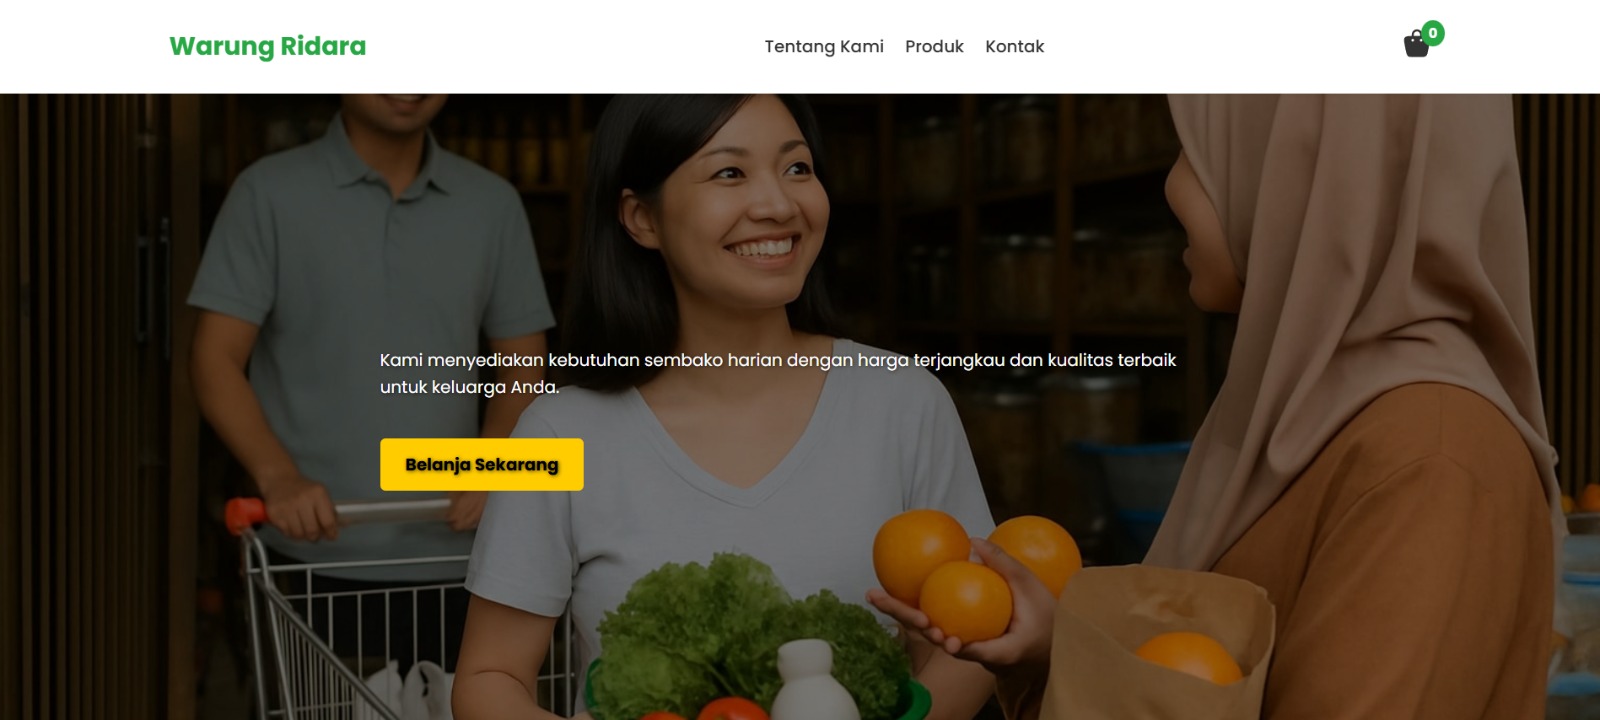 Warung Ridara
Tentang Kami Produk Kontak
0
Kami menyediakan kebutuhan sembako harian dengan harga terjangkau dan kualitas terbaik
untuk keluarga Anda.
Belanja Sekarang